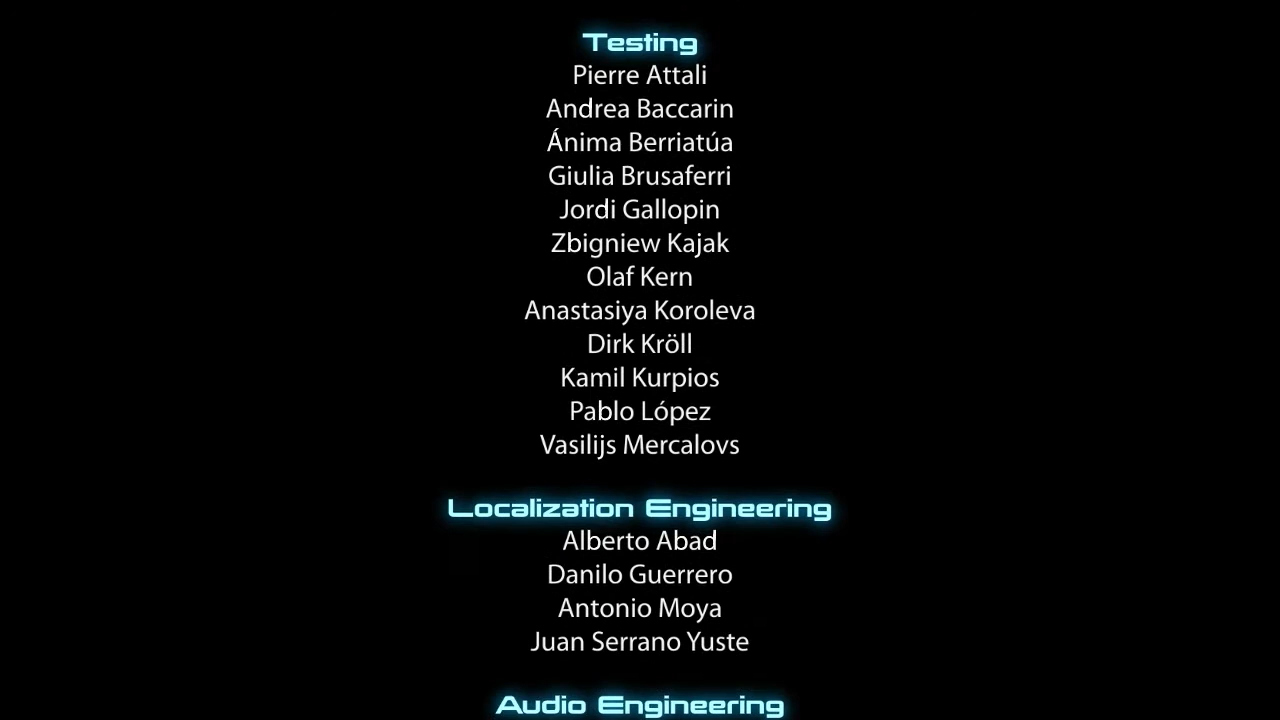 Testing
Pierre Attali
Andrea Baccarin
Ánima Berriatúa
Giulia Brusaferri
Jordi Gallopin
Zbigniew Kajak
Olaf Kern
Anastasiya Koroleva
Dirk Kröll
Kamil Kurpios
Pablo López
Vasilijs Mercalovs
Localization Engineering
Alberto Abad
Danilo Guerrero
Antonio Moya
Juan Serrano Yuste
Audio Engineering